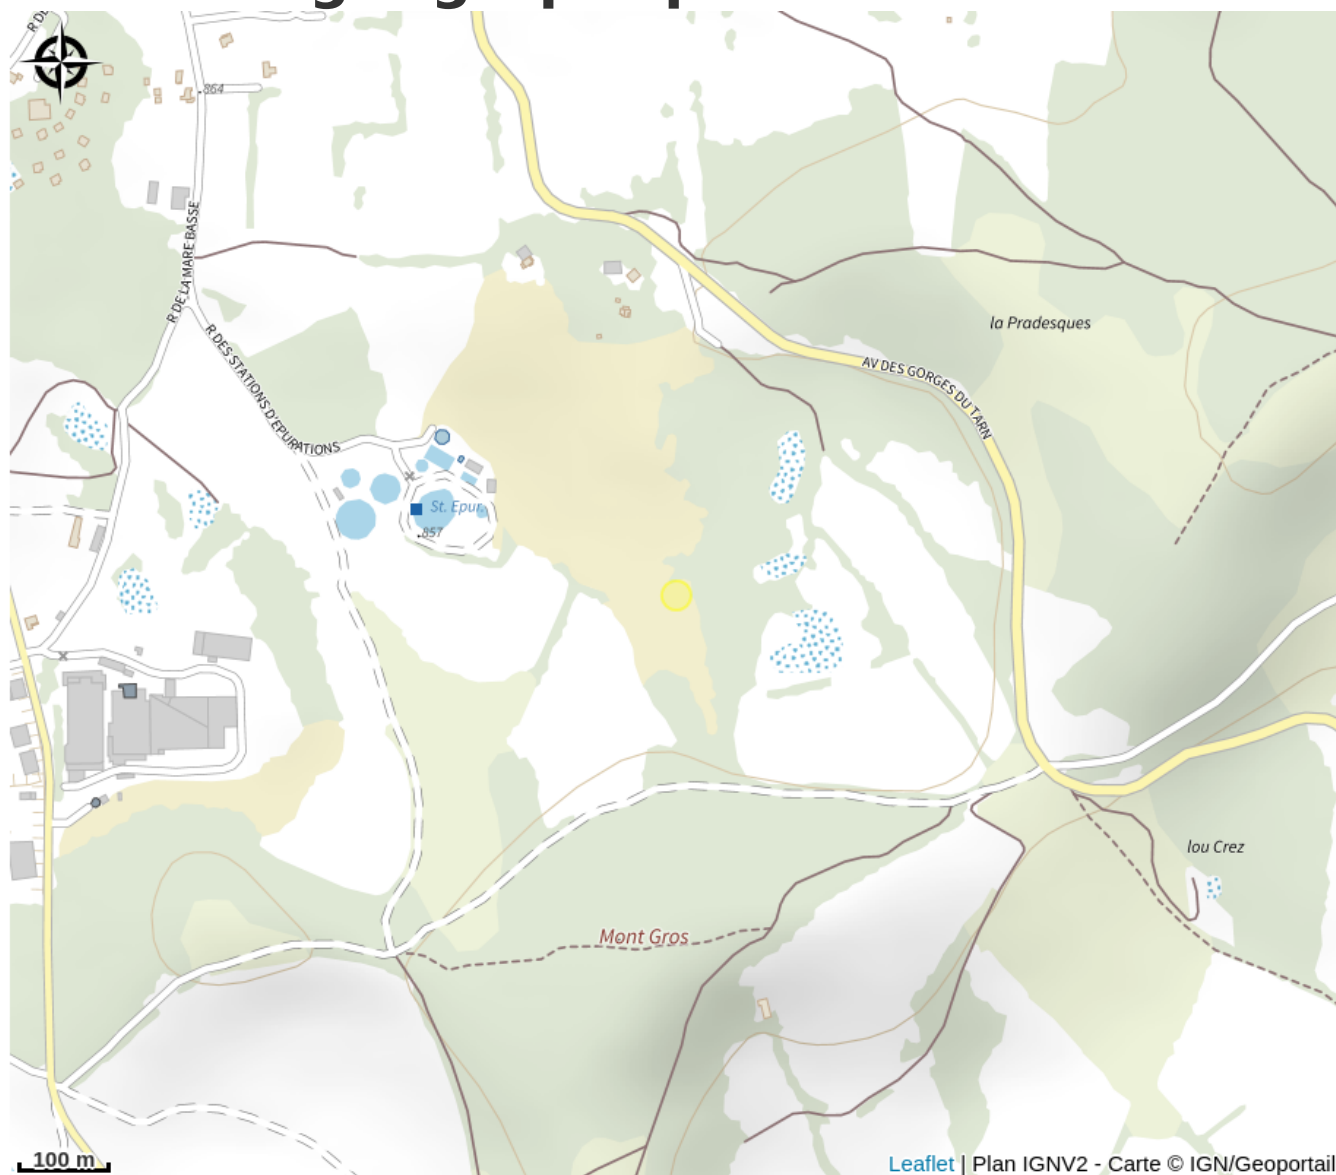 864
R DE LA MARE BASSE
R DES STATIONS D'EPURATIONS
la Pradesques
AV DES GORGES DU TARN
St. Epur.
857
lou Crez
Mont Gros
100 m
Leaflet | Plan IGNV2 - Carte © IGN/Geoportail